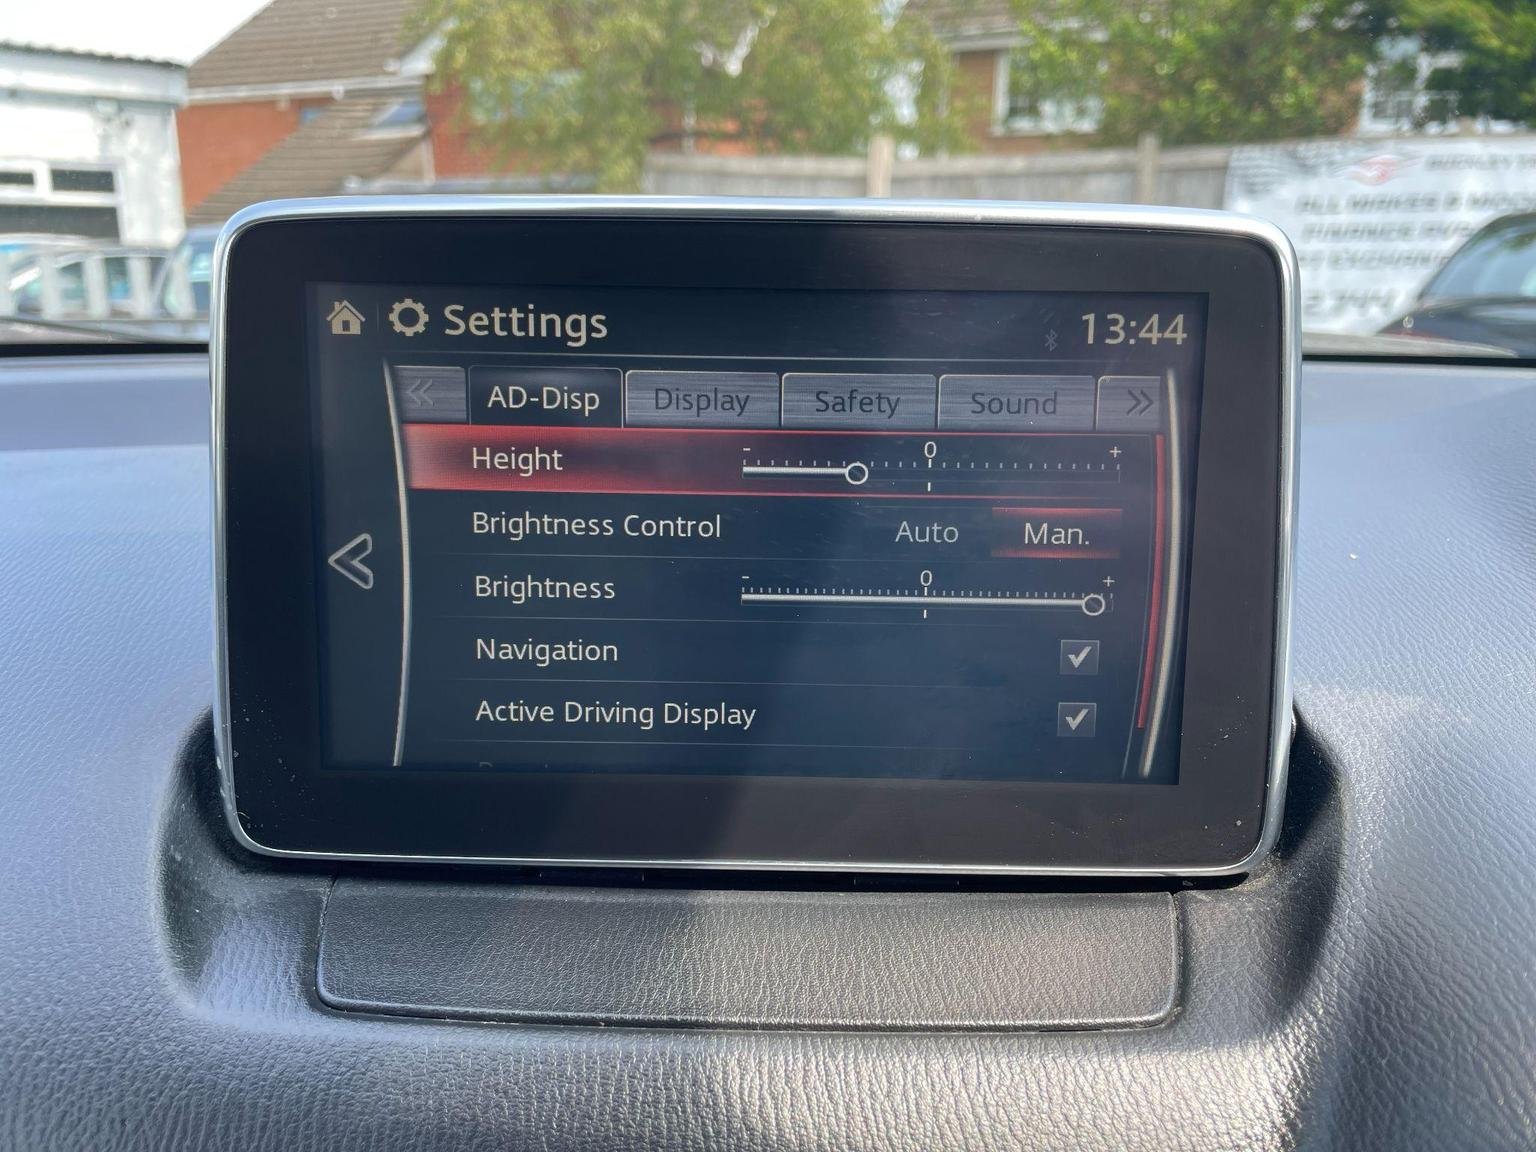 Settings 13:44
AD-Disp Display Safety Sound
Height - 0 +
Brightness Control Auto Man.
Brightness - 0 +
Navigation
Active Driving Display
ALL MAKES &
FINANCE